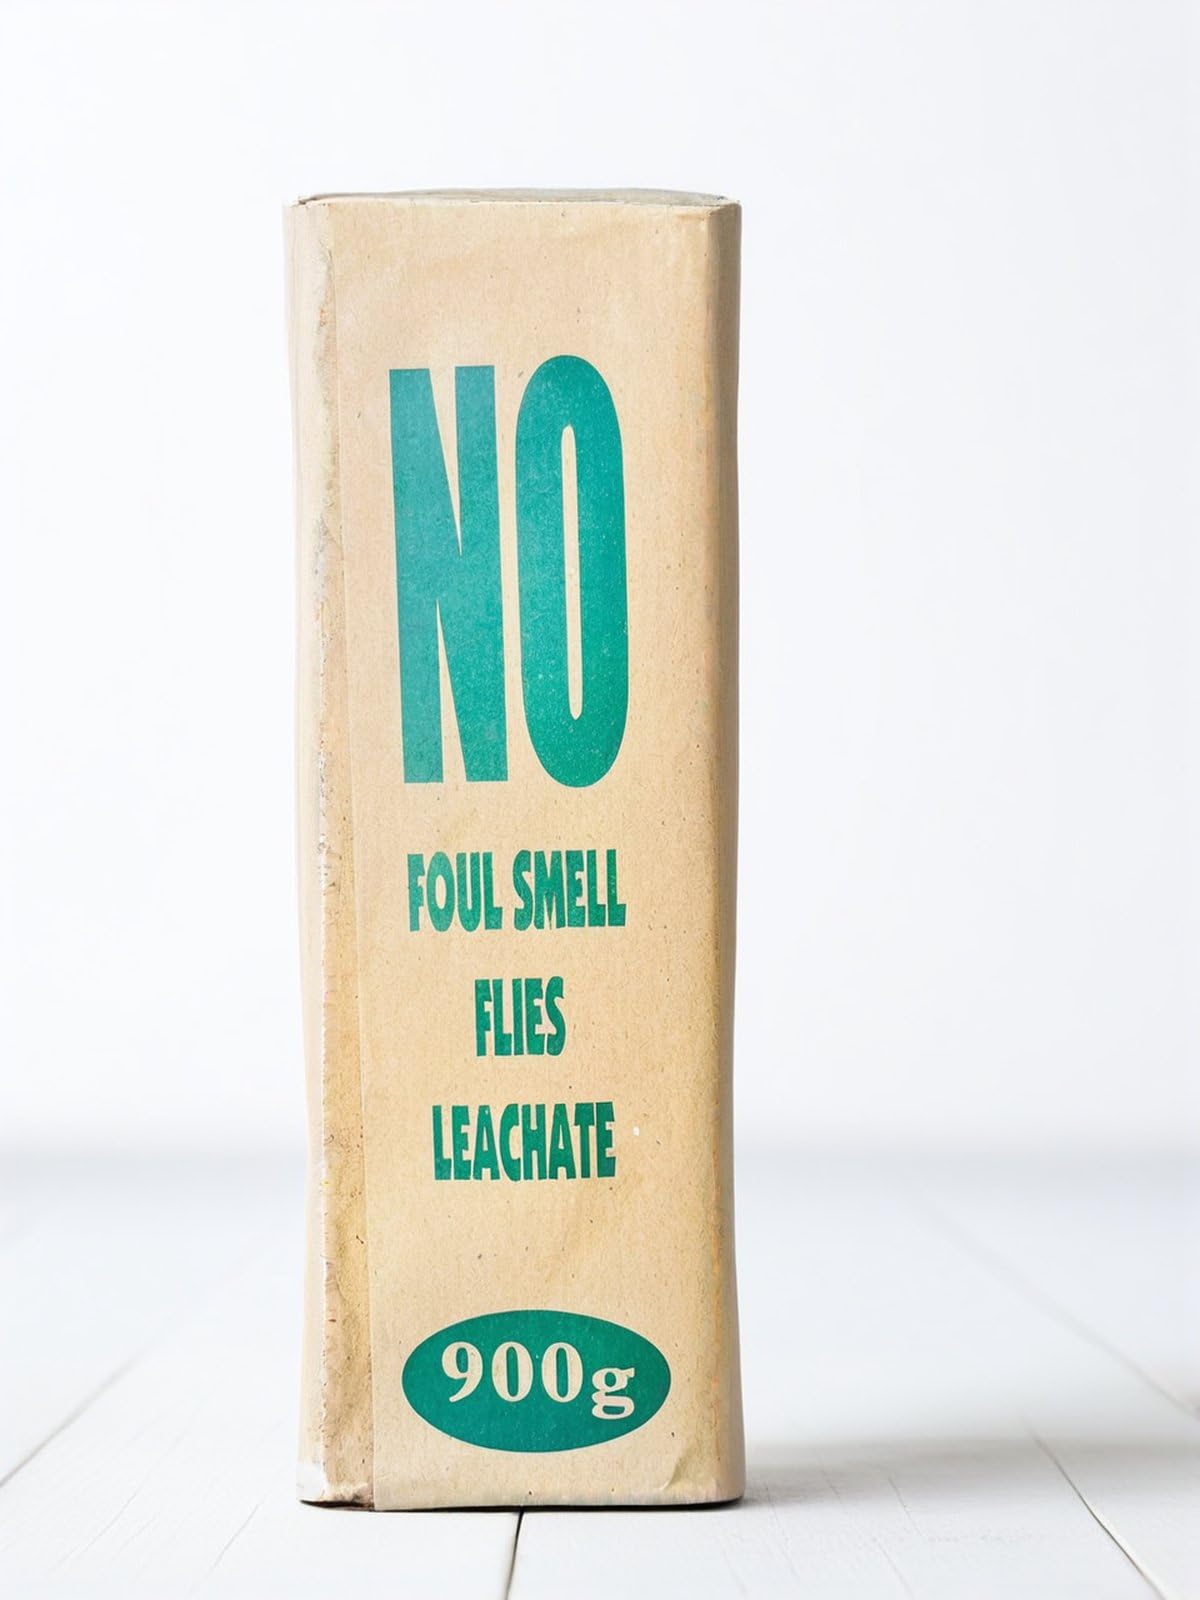 NO
FOUL SMELL
FLIES
LEACHATE
900g